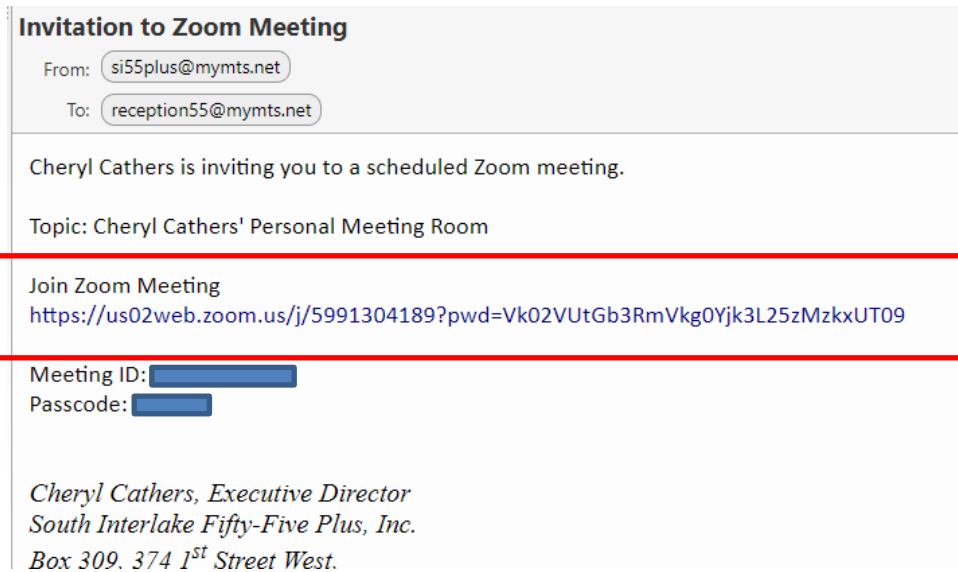 Invitation to Zoom Meeting
From: si55plus@mymts.net
To: reception55@mymts.net
Cheryl Cathers is inviting you to a scheduled Zoom meeting.
Topic: Cheryl Cathers' Personal Meeting Room
Join Zoom Meeting
https://us02web.zoom.us/j/5991304189?pwd=Vk02VUtGb3RmVkg0Yjk3L25zMzkxUT09
Meeting ID:
Passcode:
Cheryl Cathers, Executive Director
South Interlake Fifty-Five Plus, Inc.
Box 309, 374 1st Street West,